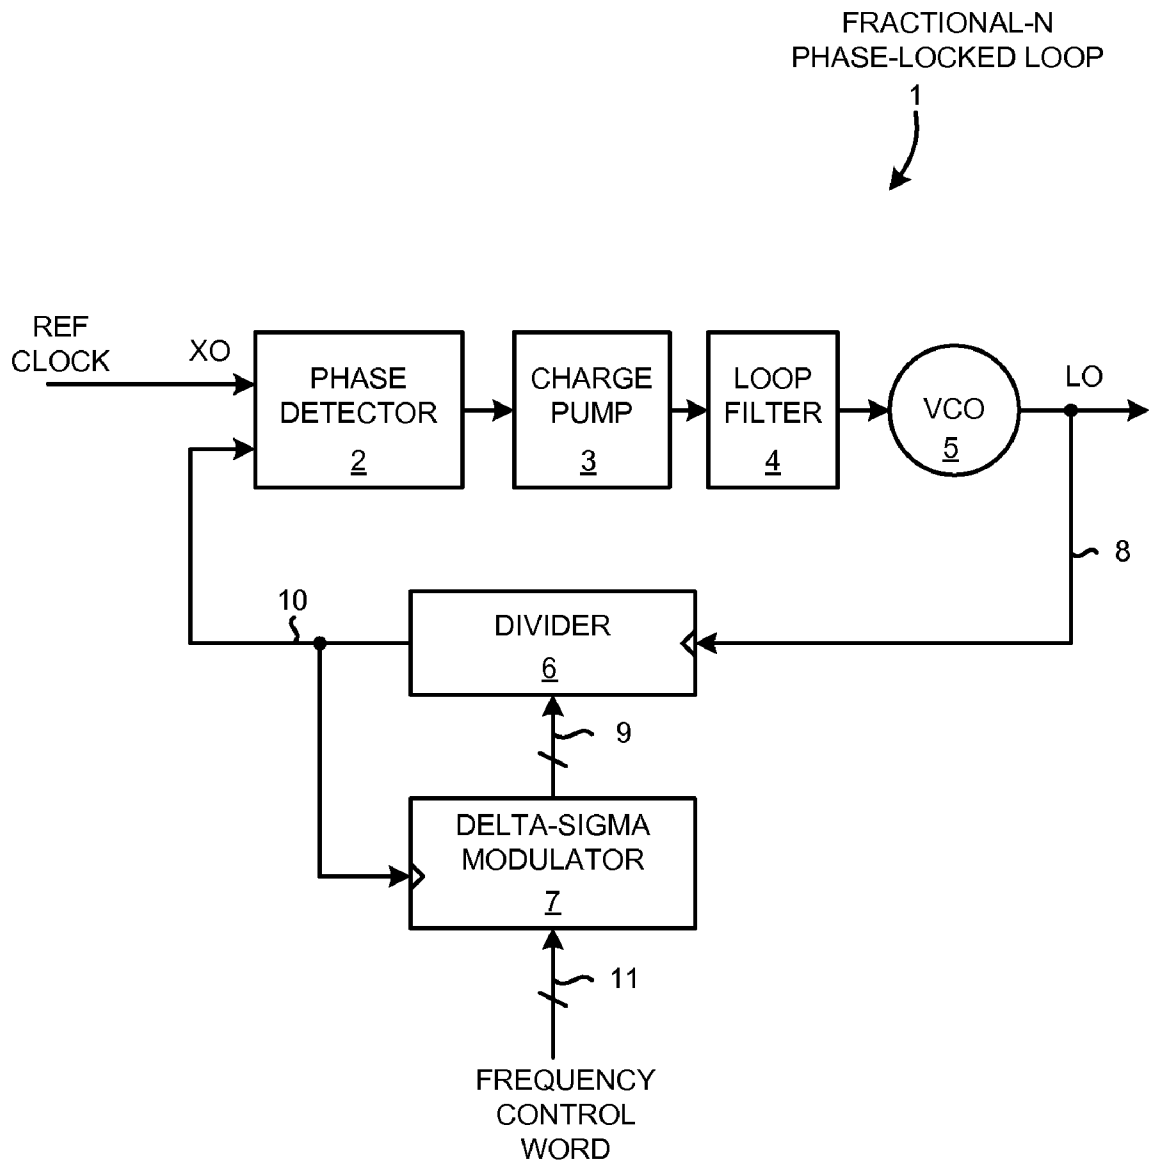 FRACTIONAL-N
PHASE-LOCKED LOOP
1
REF
CLOCK
XO
PHASE
DETECTOR
2
CHARGE
PUMP
3
LOOP
FILTER
4
VCO
5
LO
8
10
DIVIDER
6
9
DELTA-SIGMA
MODULATOR
7
11
FREQUENCY
CONTROL
WORD